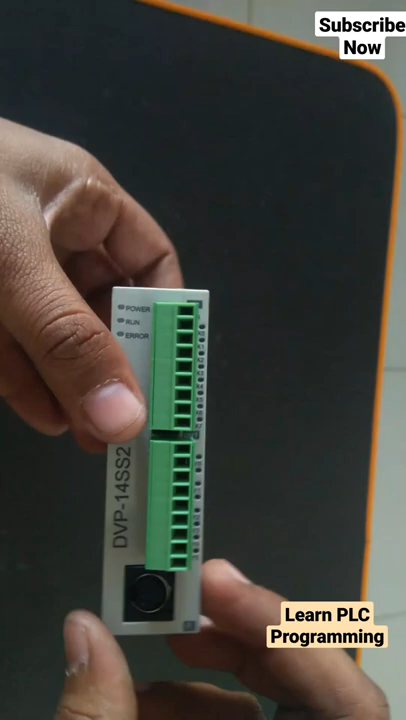 Subscribe
Now
POWER
RUN
ERROR
DVP-14SS2
Learn PLC
Programming